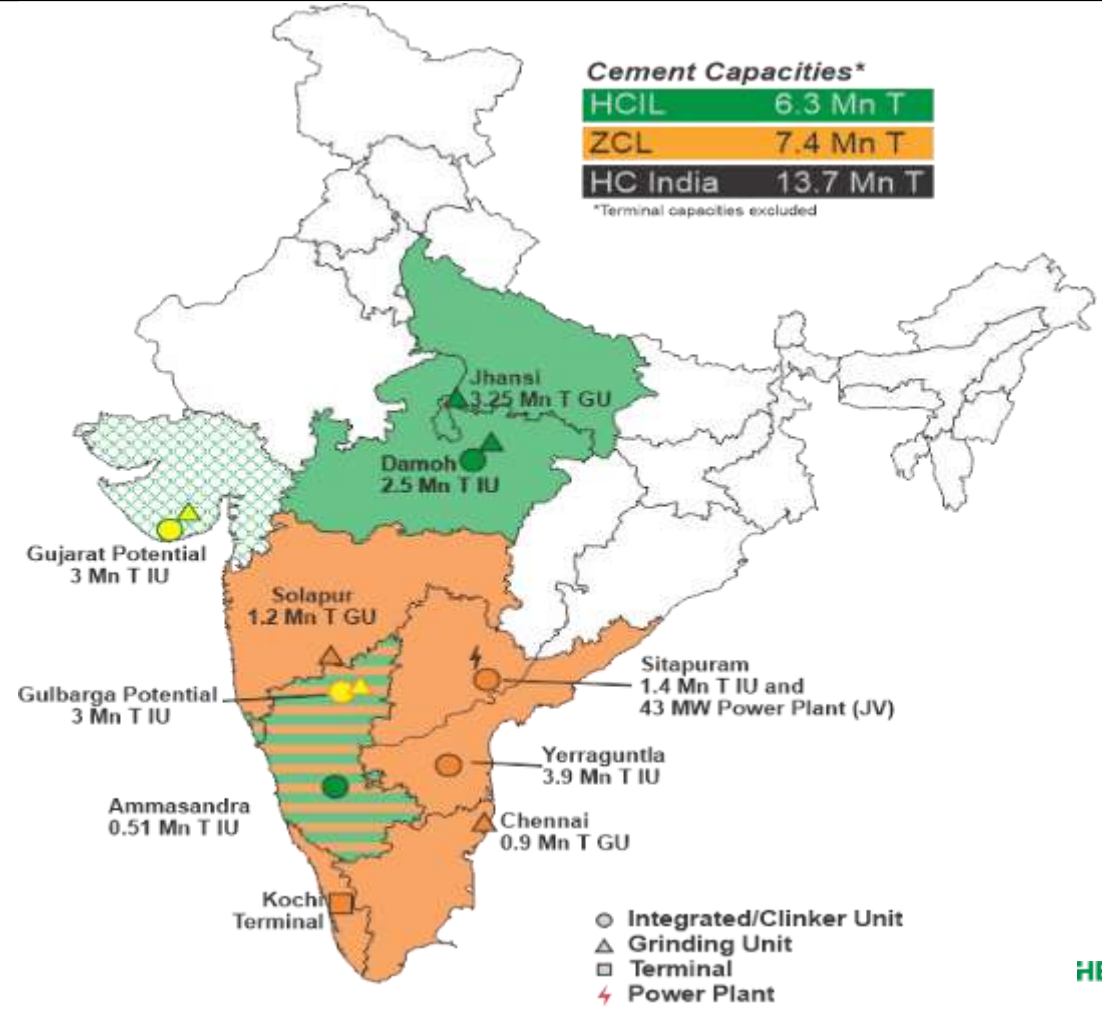 Cement Capacities*
HCIL 6.3 Mn T
ZCL 7.4 Mn T
HC India 13.7 Mn T
*Terminal capacities excluded
Jhansi
3.25 Mn T GU
Damoh
2.5 Mn T IU
Gujarat Potential
3 Mn T IU
Solapur
1.2 Mn T GU
Gulbarga Potential
3 Mn T IU
Sitapuram
1.4 Mn T IU and
43 MW Power Plant (JV)
Yerraguntla
3.9 Mn T IU
Ammasandra
0.51 Mn T IU
Chennai
0.9 Mn T GU
Kochi
Terminal
Integrated/Clinker Unit
Grinding Unit
Terminal
Power Plant